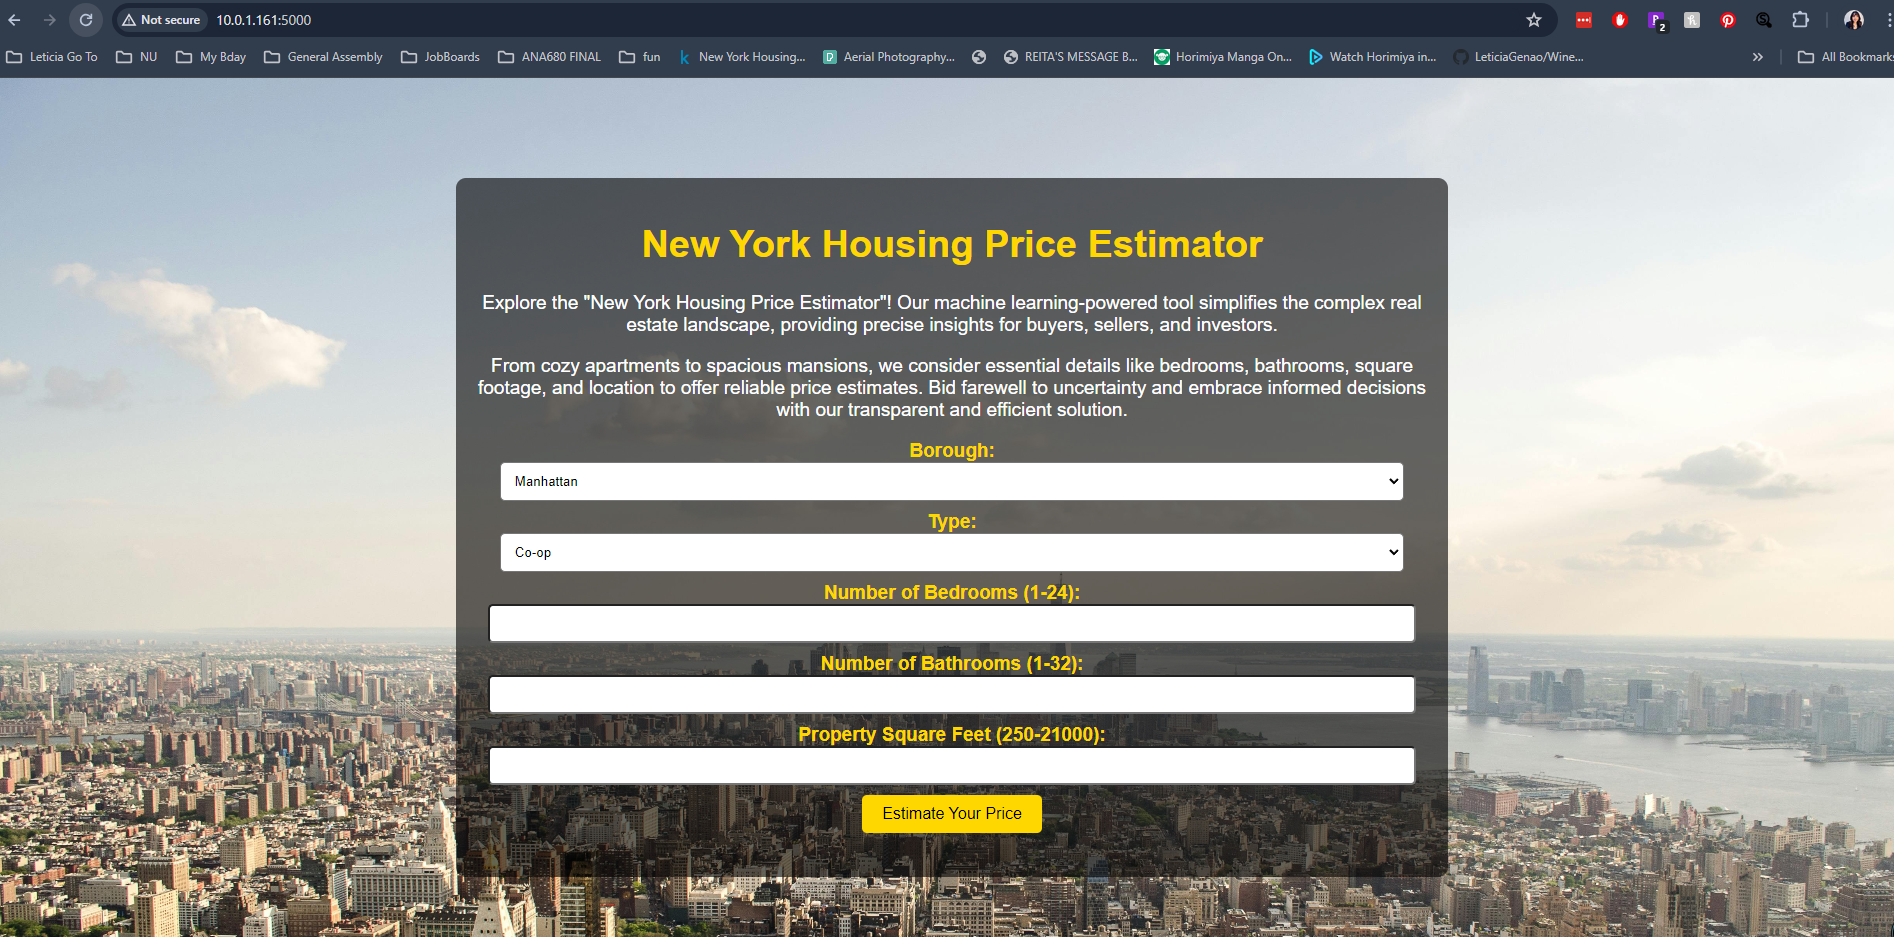 Not secure 10.0.1.161:5000
2
Leticia Go To NU My Bday General Assembly JobBoards ANA680 FINAL fun New York Housing... Aerial Photography... REITA'S MESSAGE B... Horimiya Manga On... Watch Horimiya in... LeticiaGenao/Wine... » All Bookmarks
New York Housing Price Estimator
Explore the "New York Housing Price Estimator"! Our machine learning-powered tool simplifies the complex real
estate landscape, providing precise insights for buyers, sellers, and investors.
From cozy apartments to spacious mansions, we consider essential details like bedrooms, bathrooms, square
footage, and location to offer reliable price estimates. Bid farewell to uncertainty and embrace informed decisions
with our transparent and efficient solution.
Borough:
Manhattan
Type:
Co-op
Number of Bedrooms (1-24):
Number of Bathrooms (1-32):
Property Square Feet (250-21000):
Estimate Your Price